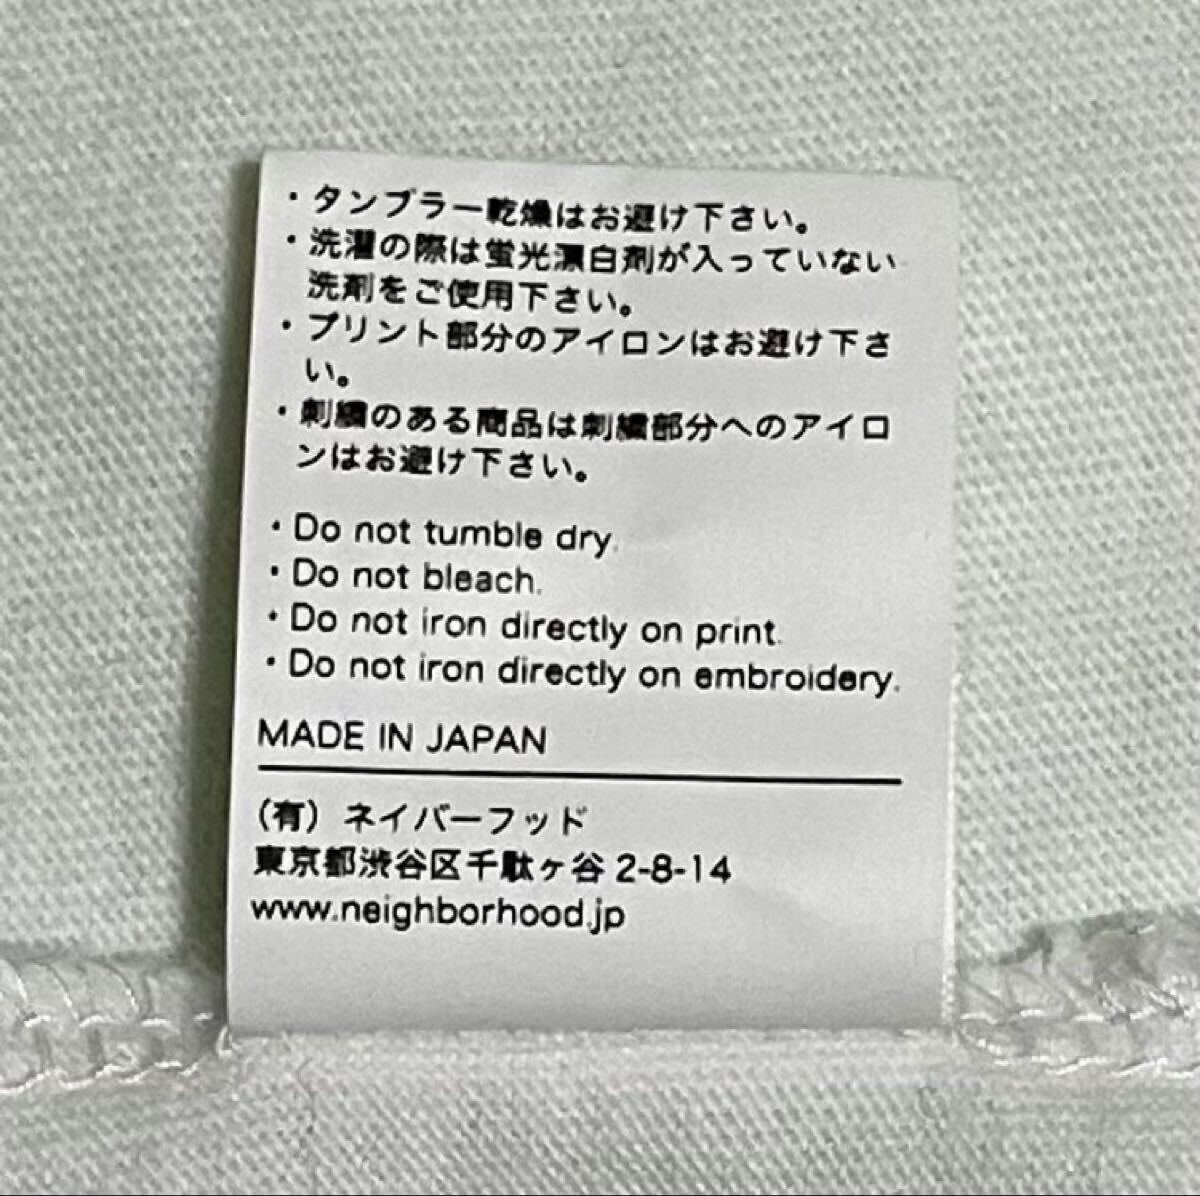 ・タンブラー乾燥はお避け下さい。
・洗濯の際は蛍光漂白剤が入っていない
洗剤をご使用下さい。
・プリント部分のアイロンはお避け下さ
い。
・刺繍のある商品は刺繍部分へのアイロ
ンはお避け下さい。
・Do not tumble dry.
・Do not bleach.
・Do not iron directly on print.
・Do not iron directly on embroidery.
MADE IN JAPAN
（有）ネイバーフッド
東京都渋谷区千駄ヶ谷 2-8-14
www.neighborhood.jp